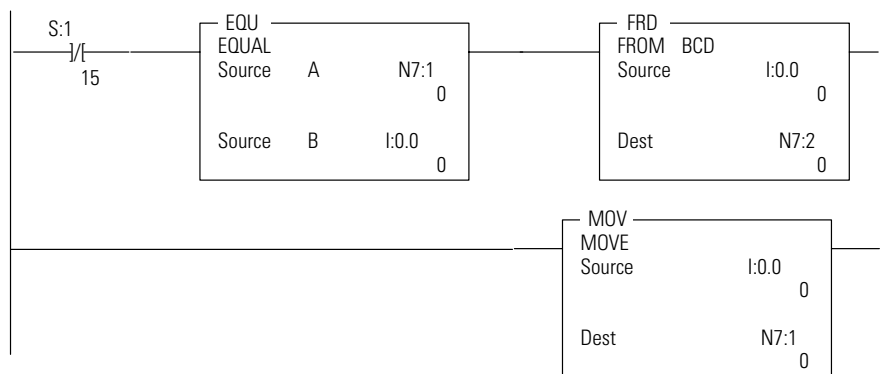 S:1
]/[
15
EQU
EQUAL
Source A N7:1
0
Source B I:0.0
0
FRD
FROM BCD
Source I:0.0
0
Dest N7:2
0
MOV
MOVE
Source I:0.0
0
Dest N7:1
0